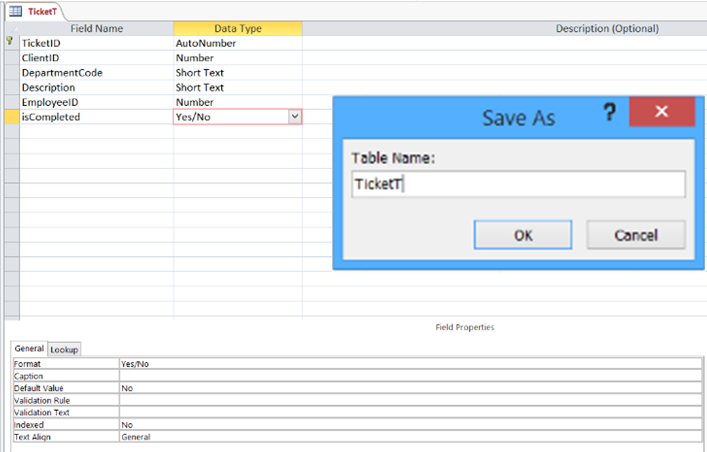 TicketT
Field Name Data Type Description (Optional)
TicketID AutoNumber
ClientID Number
DepartmentCode Short Text
Description Short Text
EmployeeID Number
isCompleted Yes/No
Save As ?
Table Name:
TicketT
OK Cancel
Field Properties
General Lookup
Format Yes/No
Caption
Default Value No
Validation Rule
Validation Text
Indexed No
Text Align General